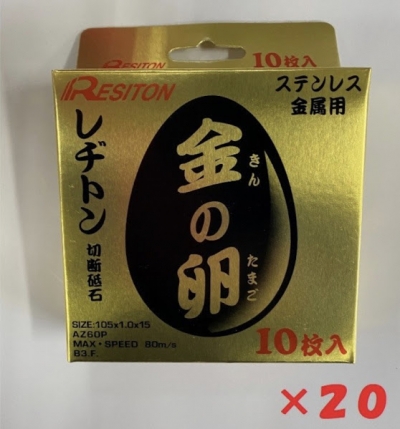 RESITON
10枚入
RESITON
ステンレス
金属用
レヂトン
切断砥石
金の卵
きん
たまご
SIZE:105x1.0x15
AZ60P
MAX・SPEED 80m/s
B3.F.
10枚入
×20